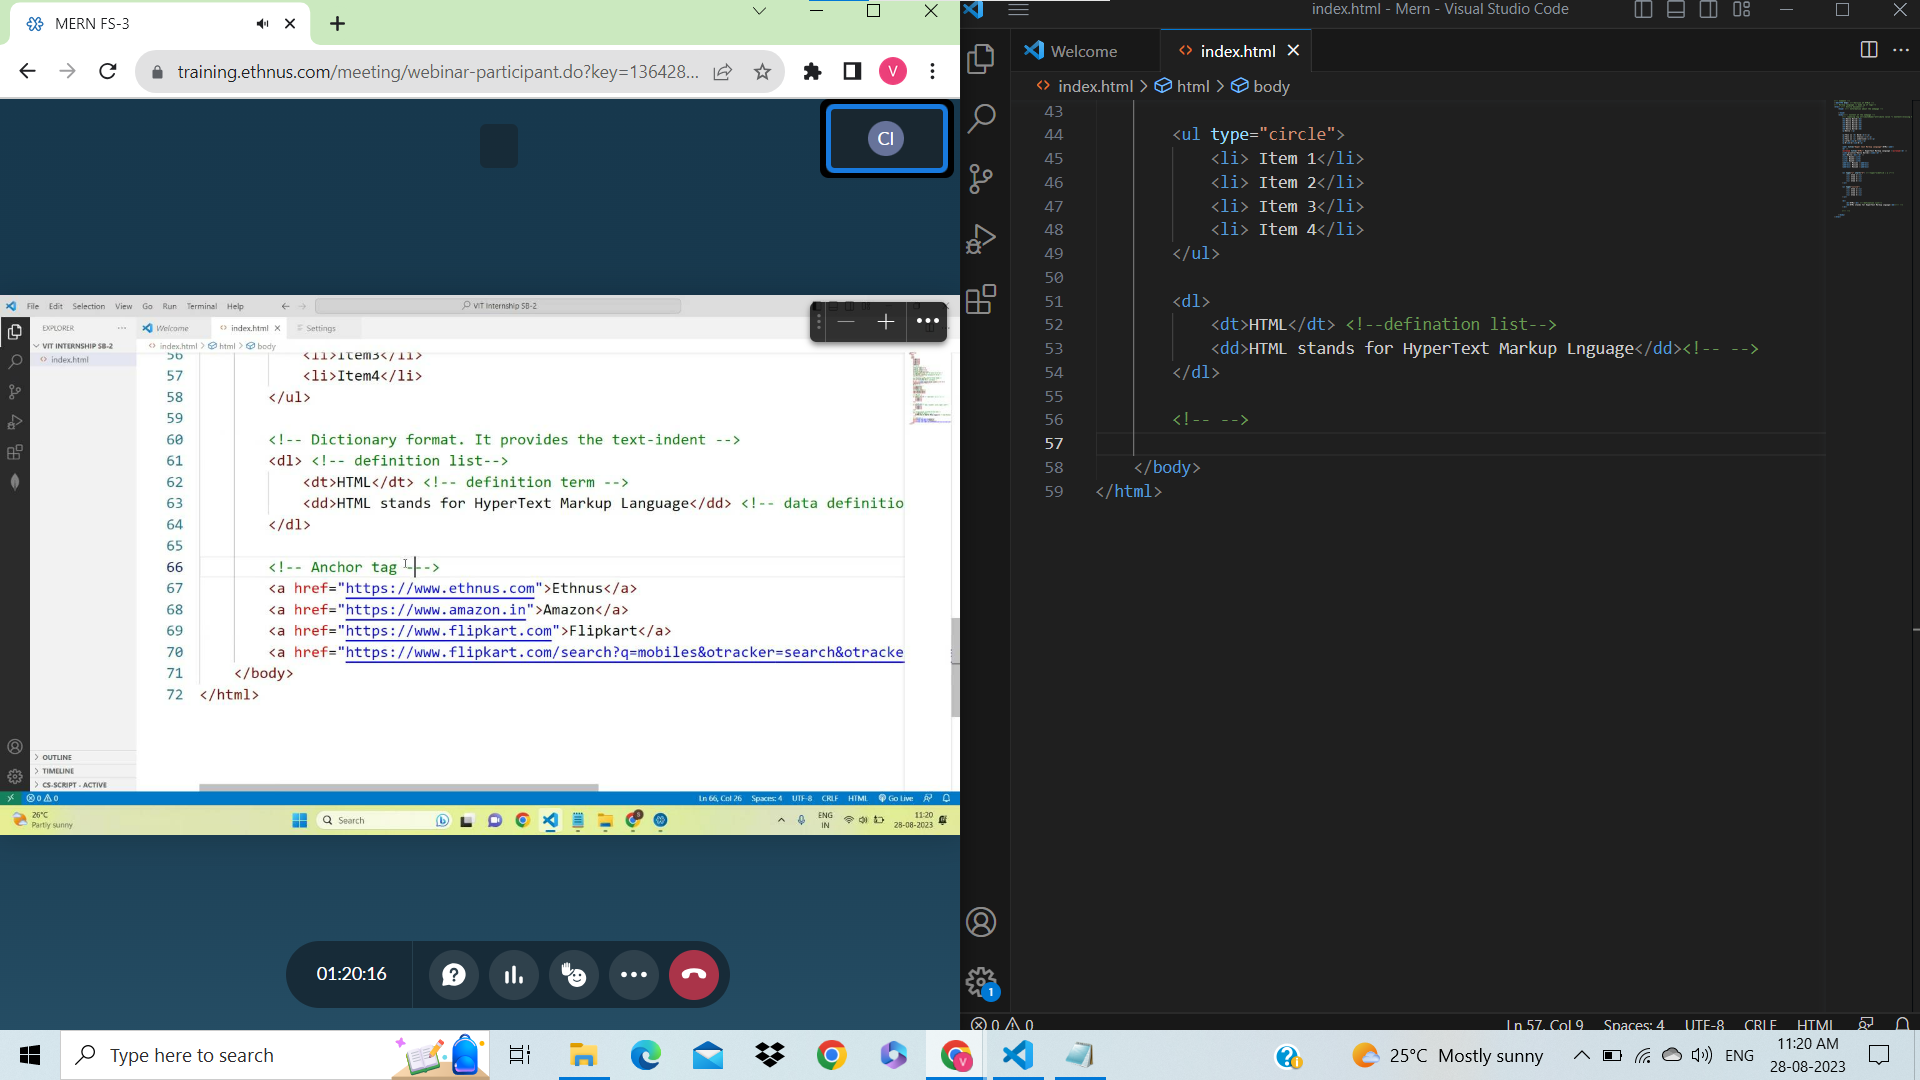 MERN FS-3
training.ethnus.com/meeting/webinar-participant.do?key=136428...
V
CI
File Edit Selection View Go Run Terminal Help
VIT Internship SB-2
EXPLORER
Welcome
index.html
Settings
VIT INTERNSHIP SB-2
index.html
index.html > html > body
56 <li>Item3</li>
57 <li>Item4</li>
58 </ul>
59
60 <!-- Dictionary format. It provides the text-indent -->
61 <dl> <!-- definition list-->
62 <dt>HTML</dt> <!-- definition term -->
63 <dd>HTML stands for HyperText Markup Language</dd> <!-- data definitio
64 </dl>
65
66 <!-- Anchor tag -->
67 <a href="https://www.ethnus.com">Ethnus</a>
68 <a href="https://www.amazon.in">Amazon</a>
69 <a href="https://www.flipkart.com">Flipkart</a>
70 <a href="https://www.flipkart.com/search?q=mobiles&otracker=search&otracke
71 </body>
72 </html>
OUTLINE
TIMELINE
CS-SCRIPT - ACTIVE
0 0
Ln 66, Col 26 Spaces: 4 UTF-8 CRLF HTML Go Live
26°C
Partly sunny
Search
ENG
IN
11:20
28-08-2023
01:20:16
index.html - Mern - Visual Studio Code
Welcome
index.html
index.html > html > body
43
44 <ul type="circle">
45 <li> Item 1</li>
46 <li> Item 2</li>
47 <li> Item 3</li>
48 <li> Item 4</li>
49 </ul>
50
51 <dl>
52 <dt>HTML</dt> <!--defination list-->
53 <dd>HTML stands for HyperText Markup Lnguage</dd><!-- -->
54 </dl>
55
56 <!-- -->
57
58 </body>
59 </html>
1
0 0
Ln 57, Col 9 Spaces: 4 UTF-8 CRLF HTML
Type here to search
V
25°C Mostly sunny
ENG
11:20 AM
28-08-2023